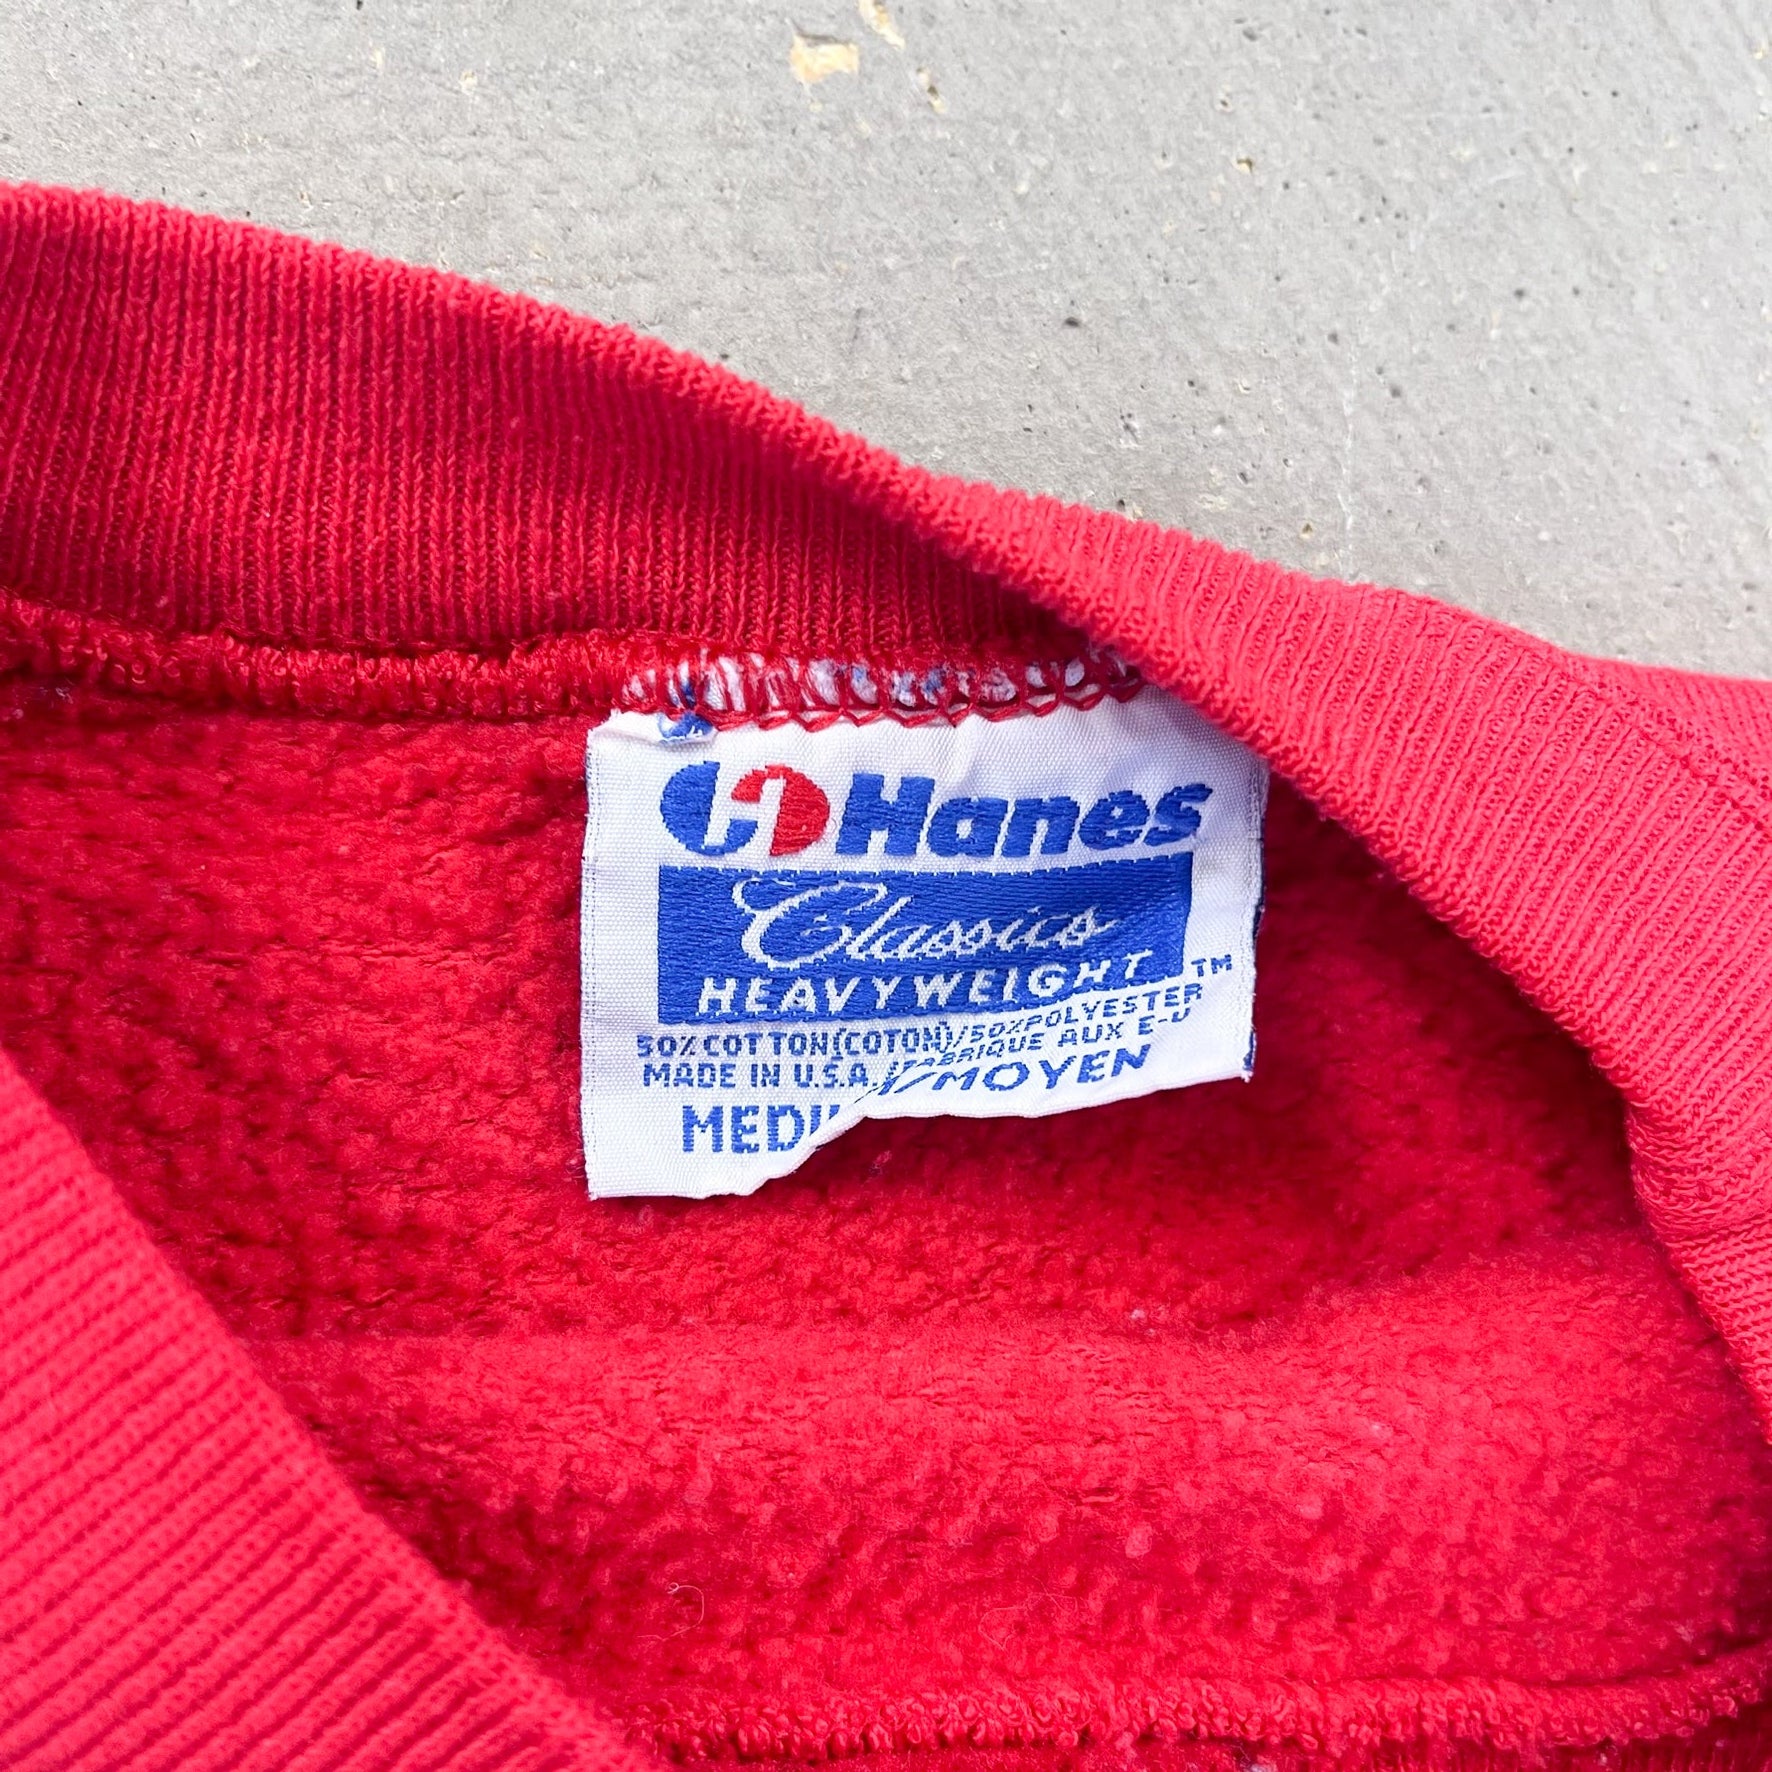 Hanes
Classics
HEAVYWEIGHT TM
50% COTTON(COTON)/50% POLYESTER
MADE IN U.S.A./FABRIQUE AUX E-U
/MOYEN